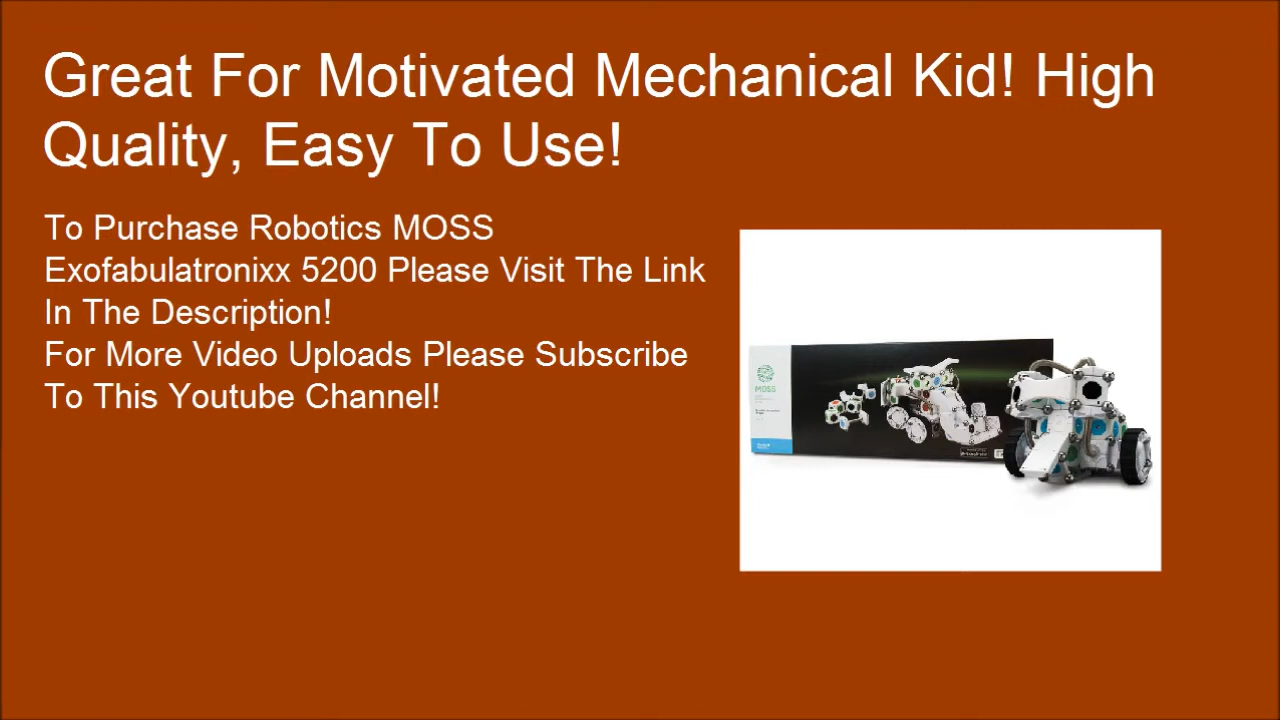 Great For Motivated Mechanical Kid! High
Quality, Easy To Use!
To Purchase Robotics MOSS
Exofabulatronixx 5200 Please Visit The Link
In The Description!
For More Video Uploads Please Subscribe
To This Youtube Channel!
MOSS